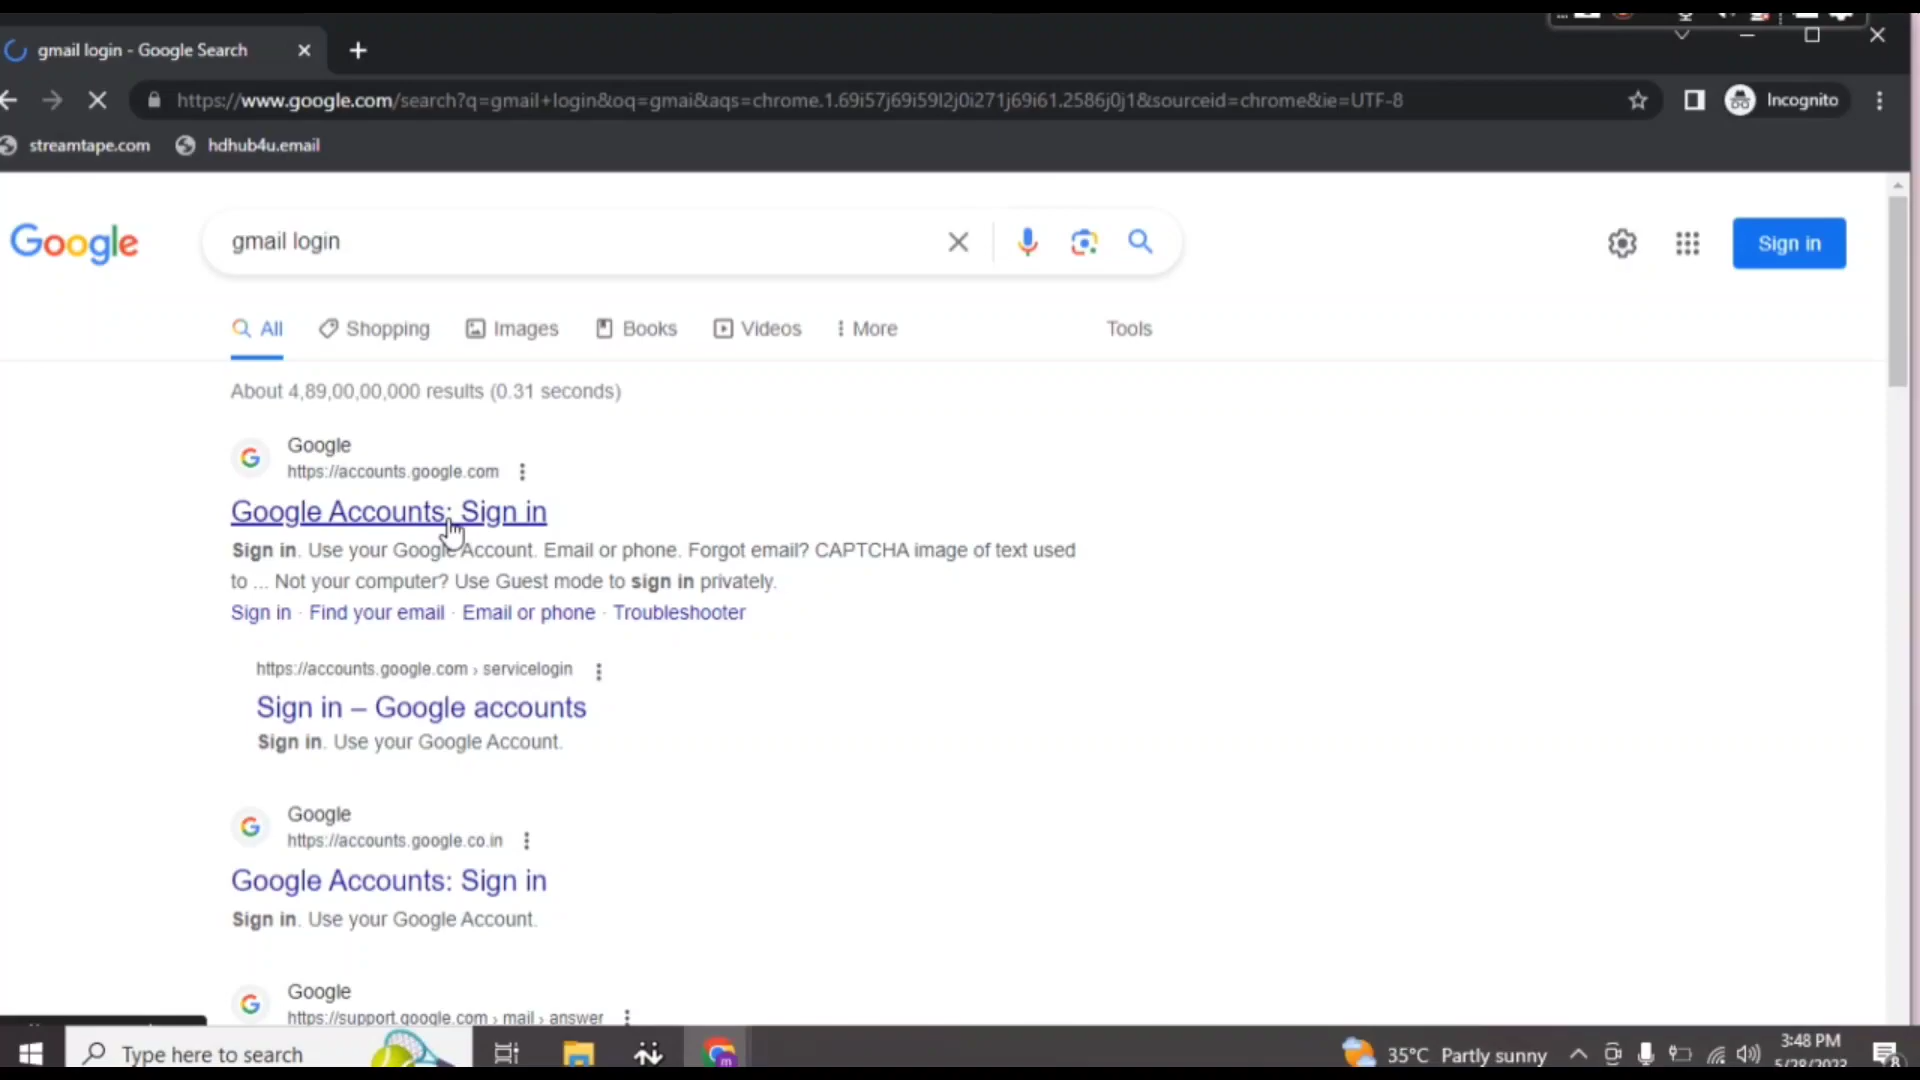 gmail login - Google Search
https://www.google.com/search?q=gmail+login&oq=gmai&aqs=chrome.1.69i57j69i59l2j0i271j69i61.2586j0j1&sourceid=chrome&ie=UTF-8
Incognito
streamtape.com
hdhub4u.email
Google
gmail login
Sign in
All
Shopping
Images
Books
Videos
More
Tools
About 4,89,00,00,000 results (0.31 seconds)
Google
https://accounts.google.com
Google Accounts: Sign in
Sign in. Use your Google Account. Email or phone. Forgot email? CAPTCHA image of text used
to ... Not your computer? Use Guest mode to sign in privately.
Sign in · Find your email · Email or phone · Troubleshooter
https://accounts.google.com › servicelogin
Sign in – Google accounts
Sign in. Use your Google Account.
Google
https://accounts.google.co.in
Google Accounts: Sign in
Sign in. Use your Google Account.
Google
https://support.google.com › mail › answer
Type here to search
35°C Partly sunny
3:48 PM
5/28/2023